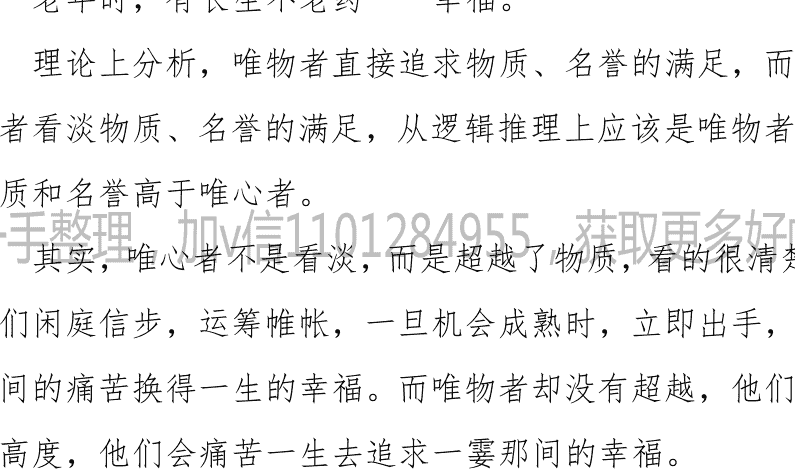 老年时，有长生不老药 幸福。
理论上分析，唯物者直接追求物质、名誉的满足，而
者看淡物质、名誉的满足，从逻辑推理上应该是唯物者
质和名誉高于唯心者。
一手整理，加v信1101284955，获取更多好
其实，唯心者不是看淡，而是超越了物质，看的很清楚
们闲庭信步，运筹帷帐，一旦机会成熟时，立即出手，
间的痛苦换得一生的幸福。而唯物者却没有超越，他们
高度，他们会痛苦一生去追求一霎那间的幸福。